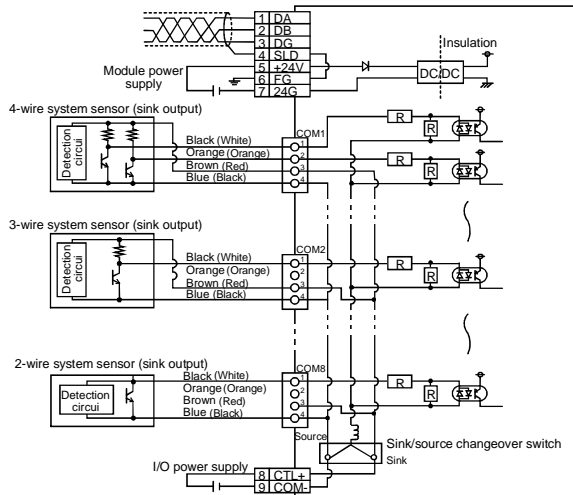 1 DA
2 DB
3 DG
4 SLD
5 +24V
6 FG
7 24G
Insulation
DC/DC
Module power
supply
4-wire system sensor (sink output)
Detection
circui
Black (White)
Orange (Orange)
Brown (Red)
Blue (Black)
COM1
1
2
3
4
R
R
R
R
3-wire system sensor (sink output)
Detection
circui
Black (White)
Orange (Orange)
Brown (Red)
Blue (Black)
COM2
1
2
3
4
R
R
2-wire system sensor (sink output)
Detection
circui
Black (White)
Orange (Orange)
Brown (Red)
Blue (Black)
COM8
1
2
3
4
R
R
Source
Sink
Sink/source changeover switch
I/O power supply
8 CTL+
9 COM-